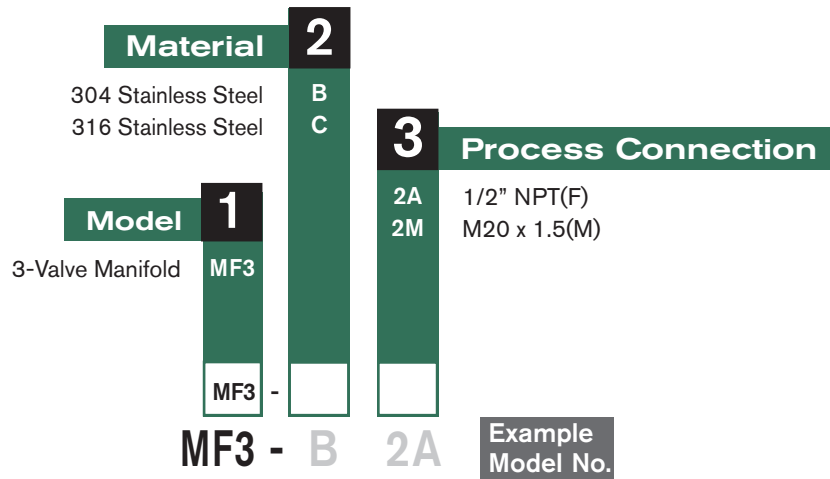 Material 2
304 Stainless Steel B
316 Stainless Steel C
3 Process Connection
2A 1/2" NPT(F)
2M M20 x 1.5(M)
Model 1
3-Valve Manifold MF3
MF3 -
MF3 - B 2A
Example
Model No.